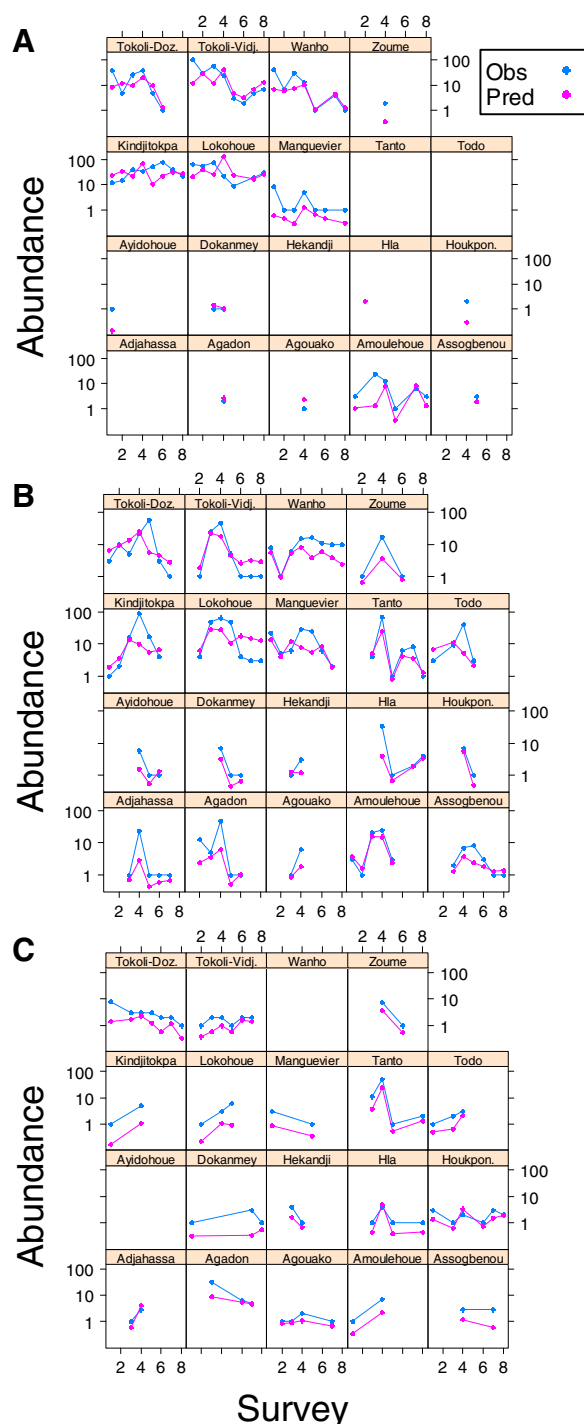 A
2 4 6 8 2 4 6 8
Tokoli-Doz. Tokoli-Vidj. Wanho Zoume
100
10
1
Obs
Pred
Kindjitokpa Lokohoue Manguevier Tanto Todo
100
10
1
Ayidohoue Dokanmey Hekandji Hla Houkpon.
100
10
1
Adjahassa Agadon Agouako Amoulehoue Assogbenou
100
10
1
2 4 6 8 2 4 6 8 2 4 6 8
Abundance
B
2 4 6 8 2 4 6 8
Tokoli-Doz. Tokoli-Vidj. Wanho Zoume
100
10
1
Kindjitokpa Lokohoue Manguevier Tanto Todo
100
10
1
Ayidohoue Dokanmey Hekandji Hla Houkpon.
100
10
1
Adjahassa Agadon Agouako Amoulehoue Assogbenou
100
10
1
2 4 6 8 2 4 6 8 2 4 6 8
Abundance
C
2 4 6 8 2 4 6 8
Tokoli-Doz. Tokoli-Vidj. Wanho Zoume
100
10
1
Kindjitokpa Lokohoue Manguevier Tanto Todo
100
10
1
Ayidohoue Dokanmey Hekandji Hla Houkpon.
100
10
1
Adjahassa Agadon Agouako Amoulehoue Assogbenou
100
10
1
2 4 6 8 2 4 6 8 2 4 6 8
Abundance
Survey